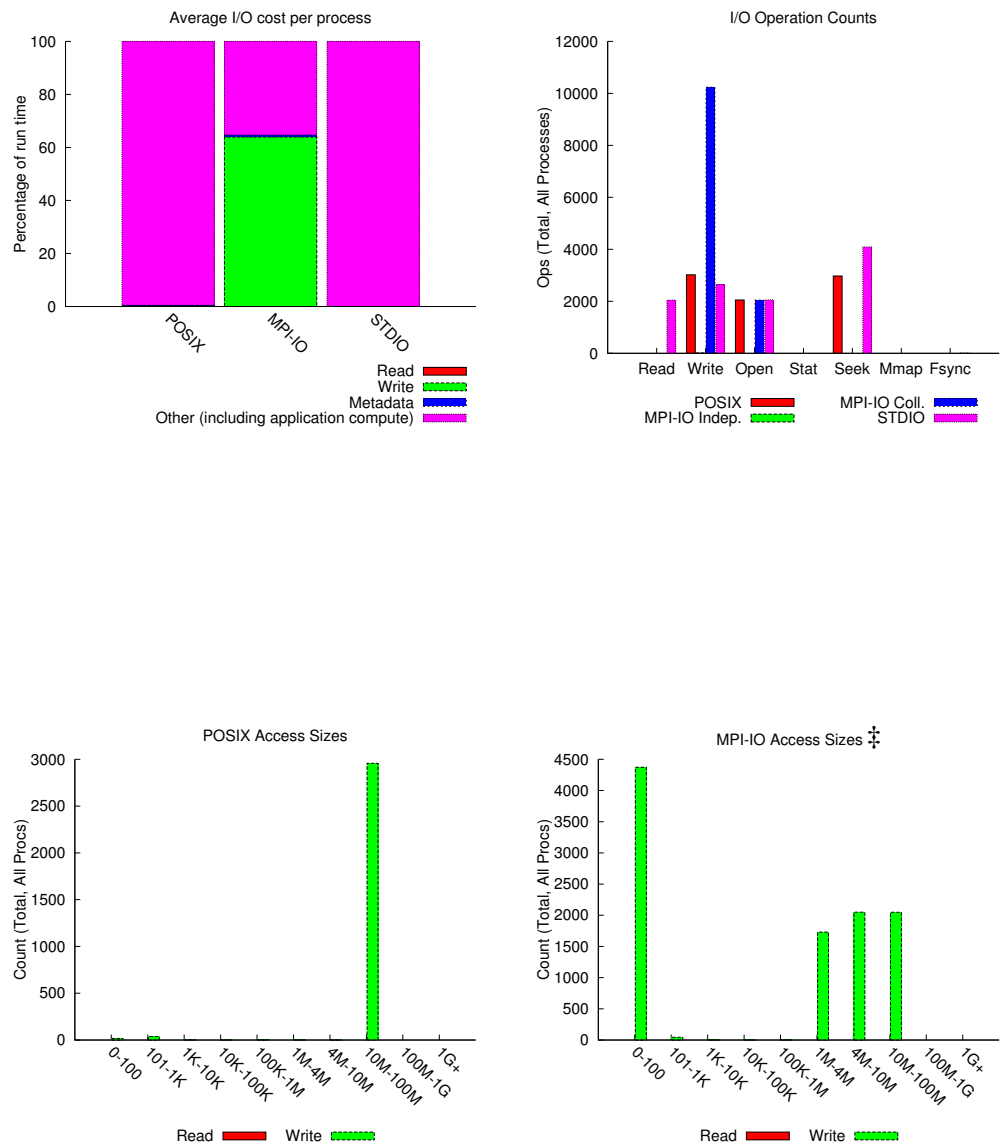 Average I/O cost per process
Percentage of run time
100
80
60
40
20
0
POSIX
MPI-IO
STDIO
Read
Write
Metadata
Other (including application compute)
I/O Operation Counts
Ops (Total, All Processes)
12000
10000
8000
6000
4000
2000
0
Read Write Open Stat Seek Mmap Fsync
POSIX
MPI-IO Indep.
MPI-IO Coll.
STDIO
POSIX Access Sizes
Count (Total, All Procs)
3000
2500
2000
1500
1000
500
0
0-100
101-1K
1K-10K
10K-100K
100K-1M
1M-4M
4M-10M
10M-100M
100M-1G
1G+
Read Write
MPI-IO Access Sizes ‡
Count (Total, All Procs)
4500
4000
3500
3000
2500
2000
1500
1000
500
0
0-100
101-1K
1K-10K
10K-100K
100K-1M
1M-4M
4M-10M
10M-100M
100M-1G
1G+
Read Write